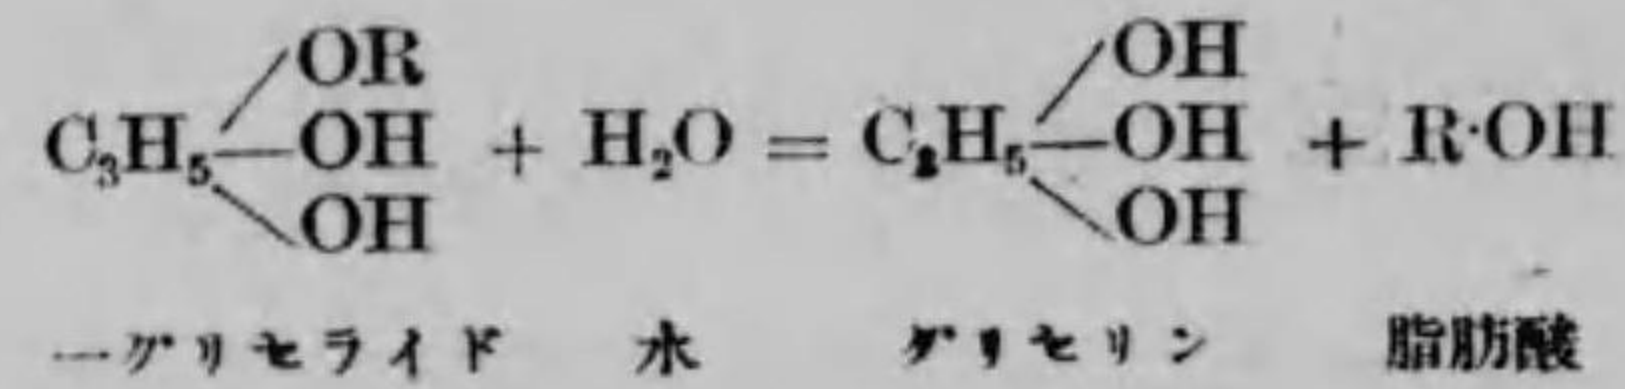 OR OH
C₃H₅—OH + H₂O = C₃H₅—OH + R·OH
OH OH
一グリセライド 水 グリセリン 脂肪酸